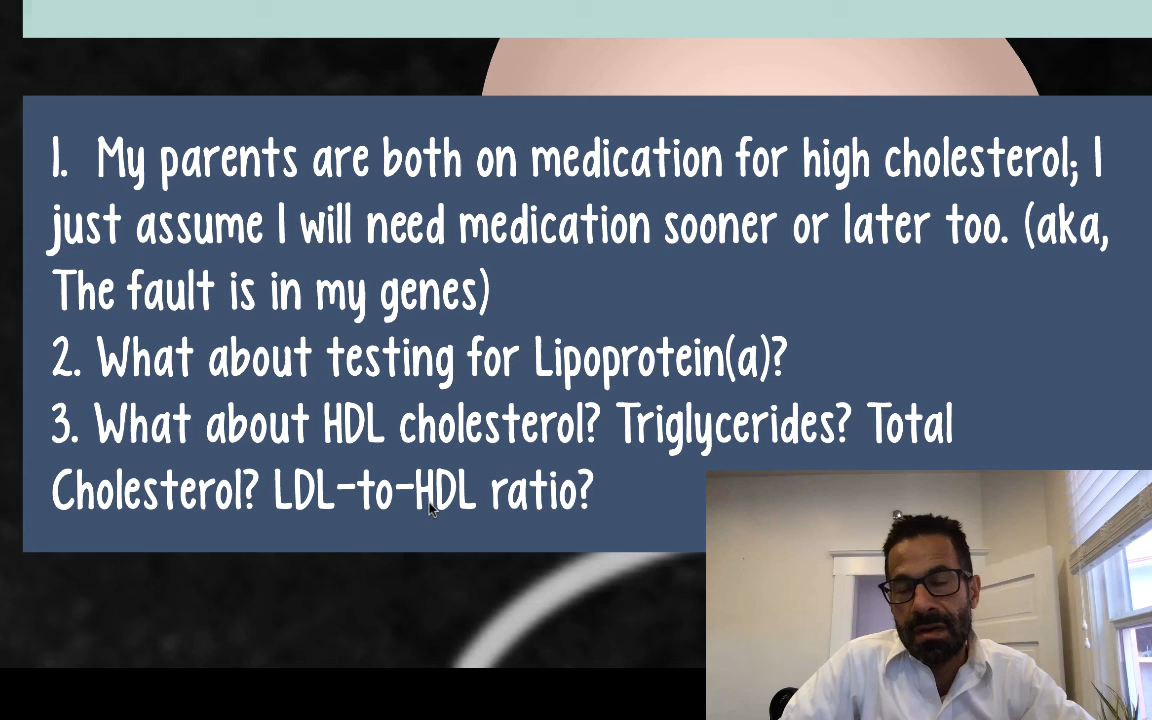 1.  My parents are both on medication for high cholesterol; I
just assume I will need medication sooner or later too. (aka,
The fault is in my genes)
2. What about testing for Lipoprotein(a)?
3. What about HDL cholesterol? Triglycerides? Total
Cholesterol? LDL-to-HDL ratio?